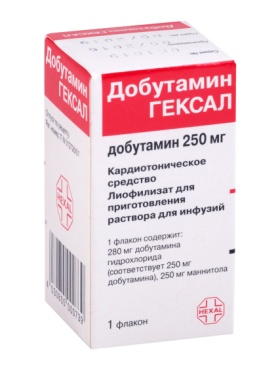 Добутамин
ГЕКСАЛ
добутамин 250 мг
Кардиотоническое
средство
Лиофилизат для
приготовления
раствора для инфузий
1 флакон содержит:
280 мг добутамина
гидрохлорида
(соответствует 250 мг
добутамина), 250 мг маннитола
1 флакон
HEXAL